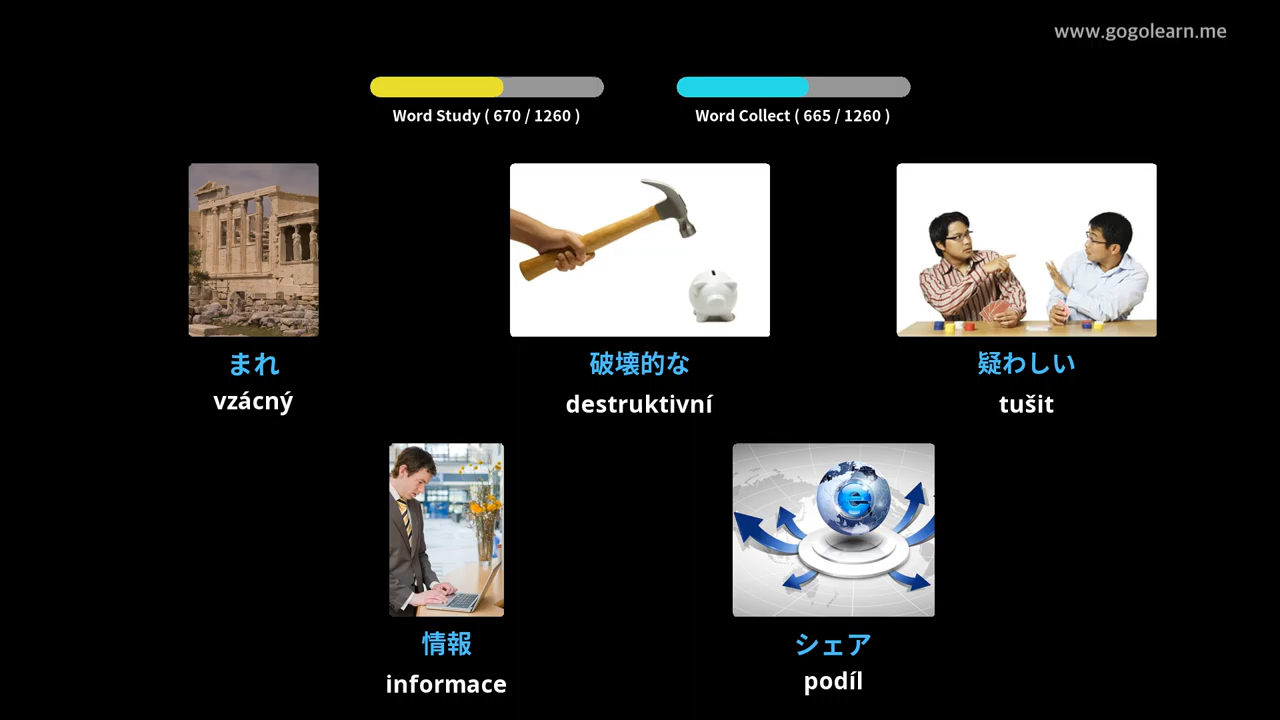 www.gogolearn.me
Word Study ( 670 / 1260 )
Word Collect ( 665 / 1260 )
まれ
破壊的な
疑わしい
vzácný
destruktivní
tušit
情報
シェア
informace
podíl